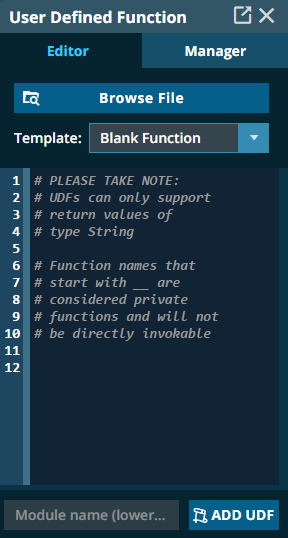 User Defined Function
Editor
Manager
Browse File
Template:
Blank Function
1 # PLEASE TAKE NOTE:
2 # UDFs can only support
3 # return values of
4 # type String
5
6 # Function names that
7 # start with __ are
8 # considered private
9 # functions and will not
10 # be directly invokable
11
12
Module name (lower...
ADD UDF